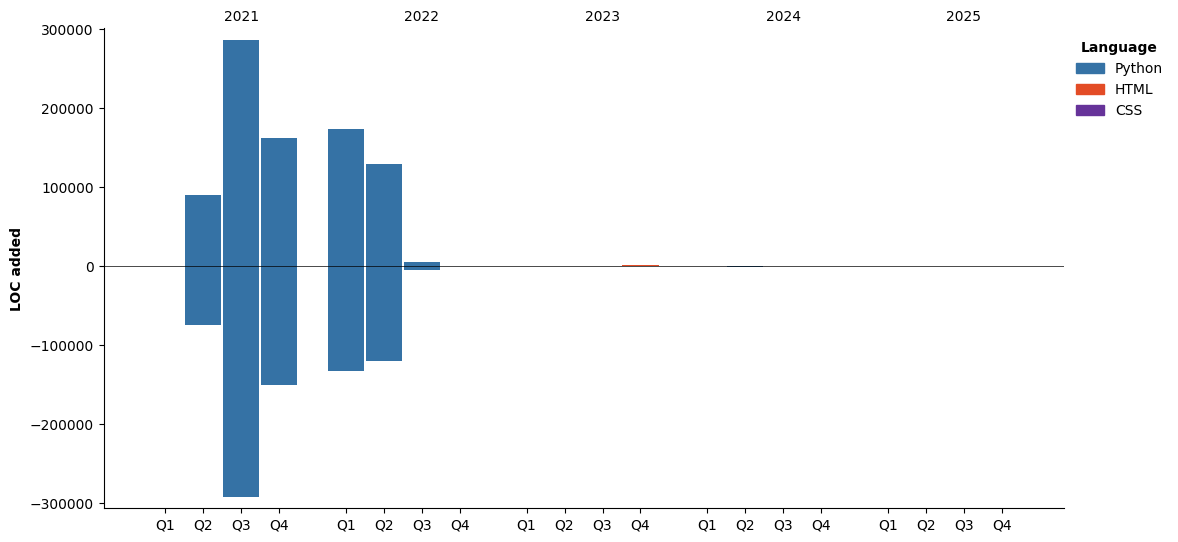 2021 2022 2023 2024 2025
300000
200000
100000
0
−100000
−200000
−300000
LOC added
Q1 Q2 Q3 Q4 Q1 Q2 Q3 Q4 Q1 Q2 Q3 Q4 Q1 Q2 Q3 Q4 Q1 Q2 Q3 Q4
Language
Python
HTML
CSS